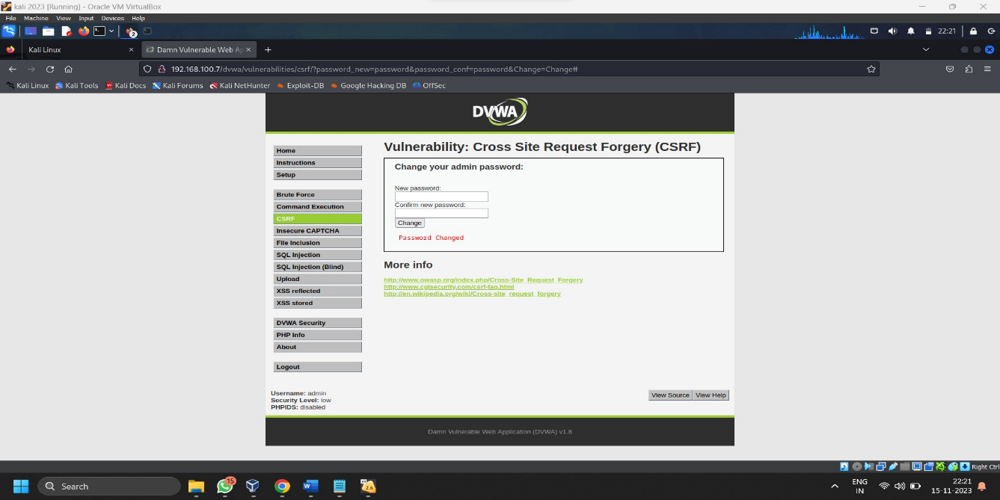 kali 2023 [Running] - Oracle VM VirtualBox
File Machine View Input Devices Help
2
22:21
Kali Linux
Damn Vulnerable Web Ap
192.168.100.7/dvwa/vulnerabilities/csrf/?password_new=password&password_conf=password&Change=Change#
Kali Linux Kali Tools Kali Docs Kali Forums Kali NetHunter Exploit-DB Google Hacking DB OffSec
DVWA
Home
Instructions
Setup
Brute Force
Command Execution
CSRF
Insecure CAPTCHA
File Inclusion
SQL Injection
SQL Injection (Blind)
Upload
XSS reflected
XSS stored
DVWA Security
PHP Info
About
Logout
Vulnerability: Cross Site Request Forgery (CSRF)
Change your admin password:
New password:
Confirm new password:
Change
Password Changed
More info
http://www.owasp.org/index.php/Cross-Site_Request_Forgery
http://www.cgisecurity.com/csrf-faq.html
http://en.wikipedia.org/wiki/Cross-site_request_forgery
Username: admin
Security Level: low
PHPIDS: disabled
View Source View Help
Damn Vulnerable Web Application (DVWA) v1.8
Right Ctrl
Search
15
2.6
ENG
IN
22:21
15-11-2023